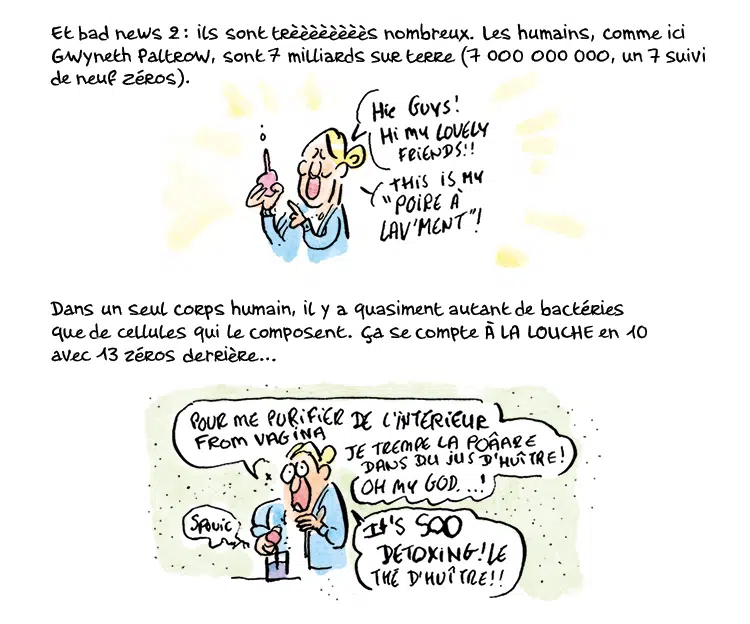 Et bad news 2 : ils sont trèèèèèèèès nombreux. Les humains, comme ici
Gwyneth Paltrow, sont 7 milliards sur terre (7 000 000 000, un 7 suivi
de neuf zéros).
Hie GUYS!
Hi MY LOVELY
FRiENDS!!
THiS iS MY
"POiRE À
LAV'MENT"!
Dans un seul corps humain, il y a quasiment autant de bactéries
que de cellules qui le composent. Ça se compte À LA LOUCHE en 10
avec 13 zéros derrière...
POUR ME PURiFiER DE L'iNTÉRiEUR
FROM VAGiNA
JE TREMPE LA POÂÂRE
DANS DU JUS D'HUÎTRE!
OH MY GOD...!
SPOUiC
It'S SOO
DETOXiNG! LE
THÉ D'HUÎTRE!!